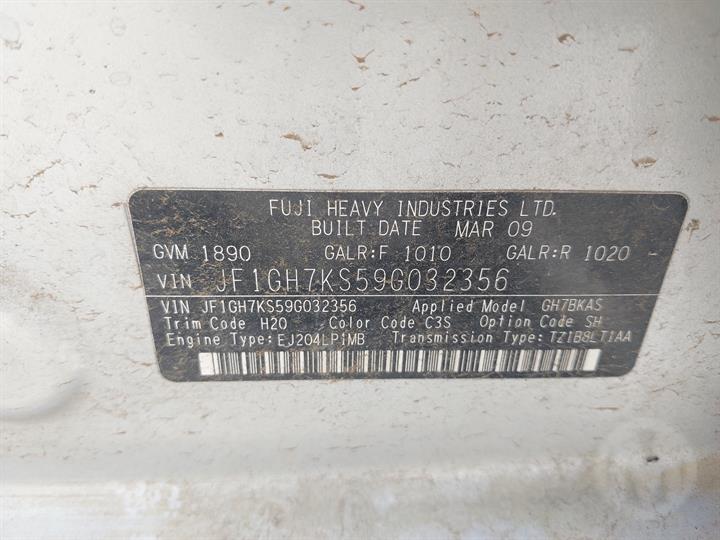 FUJI HEAVY INDUSTRIES LTD.
BUILT DATE MAR 09
GVM 1890 GALR:F 1010 GALR:R 1020
VIN JF1GH7KS59G032356
VIN JF1GH7KS59G032356 Applied Model GH7BKAS
Trim Code H20 Color Code C3S Option Code SH
Engine Type:EJ204LPiMB Transmission Type:TZ1B8LT1AA